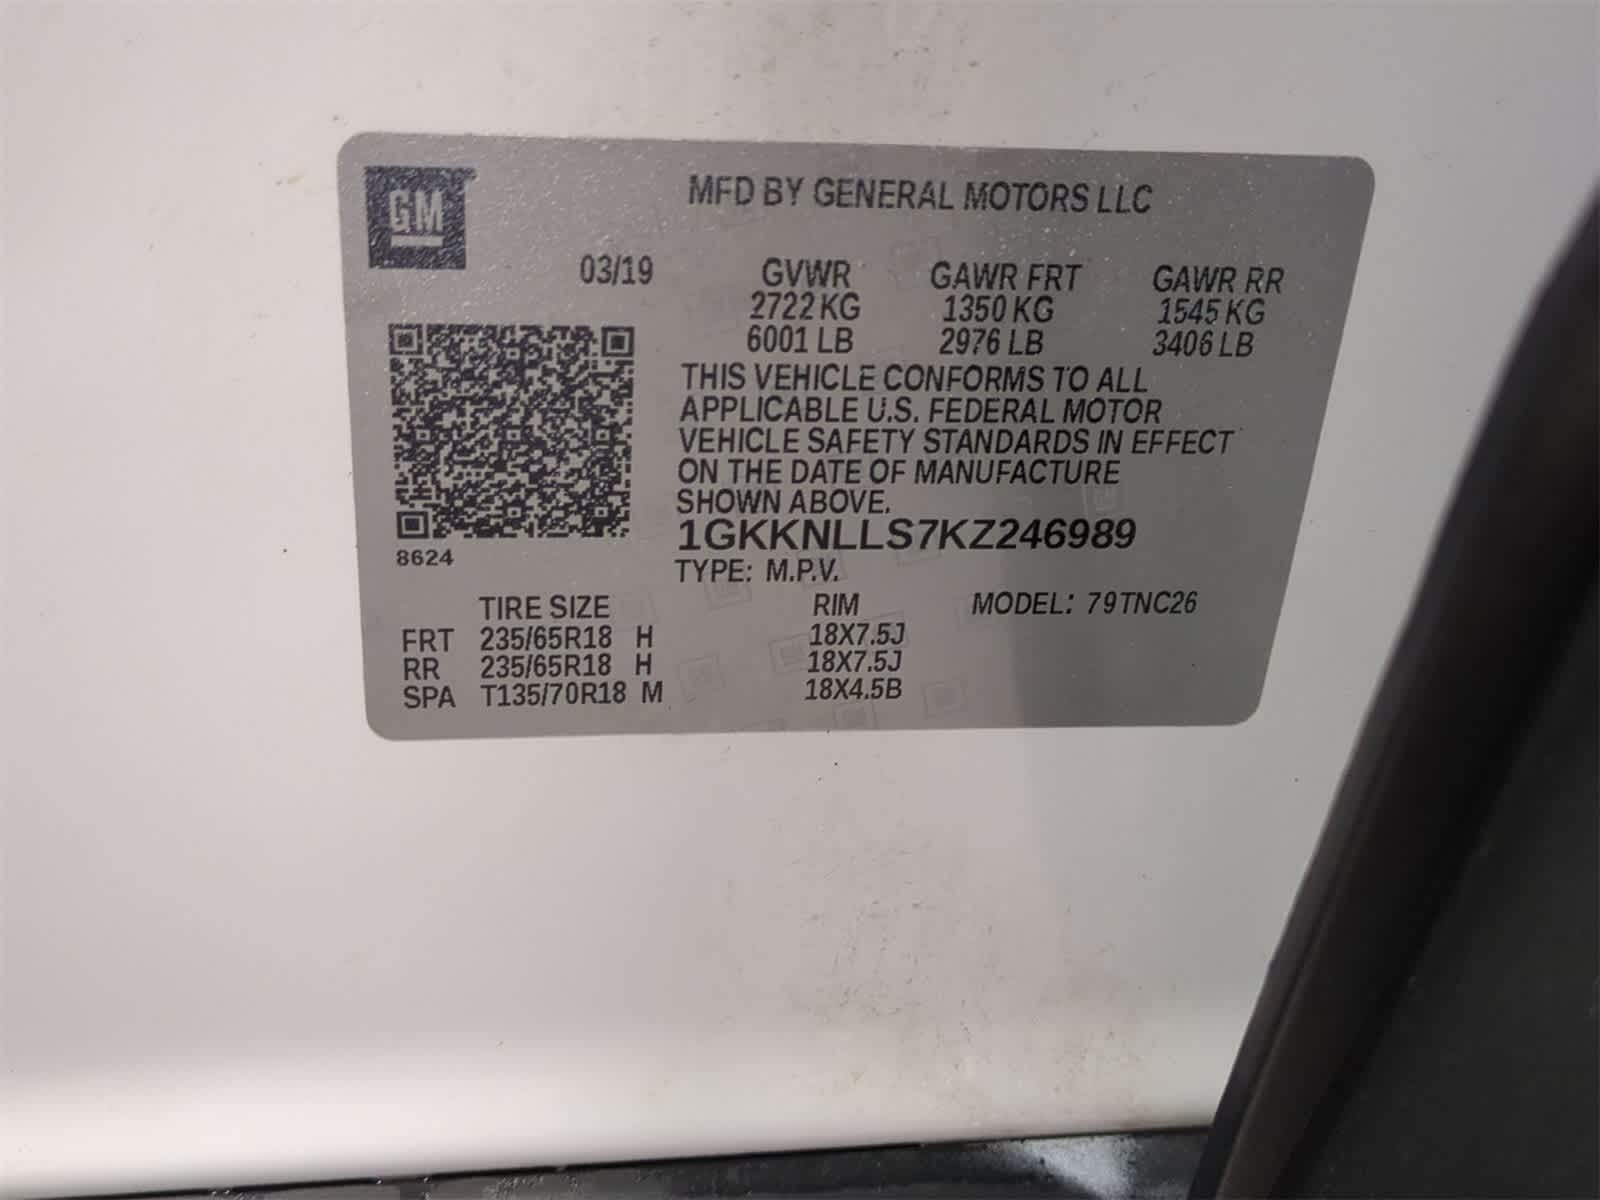 GM
MFD BY GENERAL MOTORS LLC
03/19 GVWR GAWR FRT GAWR RR
2722 KG 1350 KG 1545 KG
6001 LB 2976 LB 3406 LB
THIS VEHICLE CONFORMS TO ALL
APPLICABLE U.S. FEDERAL MOTOR
VEHICLE SAFETY STANDARDS IN EFFECT
ON THE DATE OF MANUFACTURE
SHOWN ABOVE.
1GKKNLLS7KZ246989
8624
TYPE: M.P.V.
TIRE SIZE RIM MODEL: 79TNC26
FRT 235/65R18 H 18X7.5J
RR 235/65R18 H 18X7.5J
SPA T135/70R18 M 18X4.5B